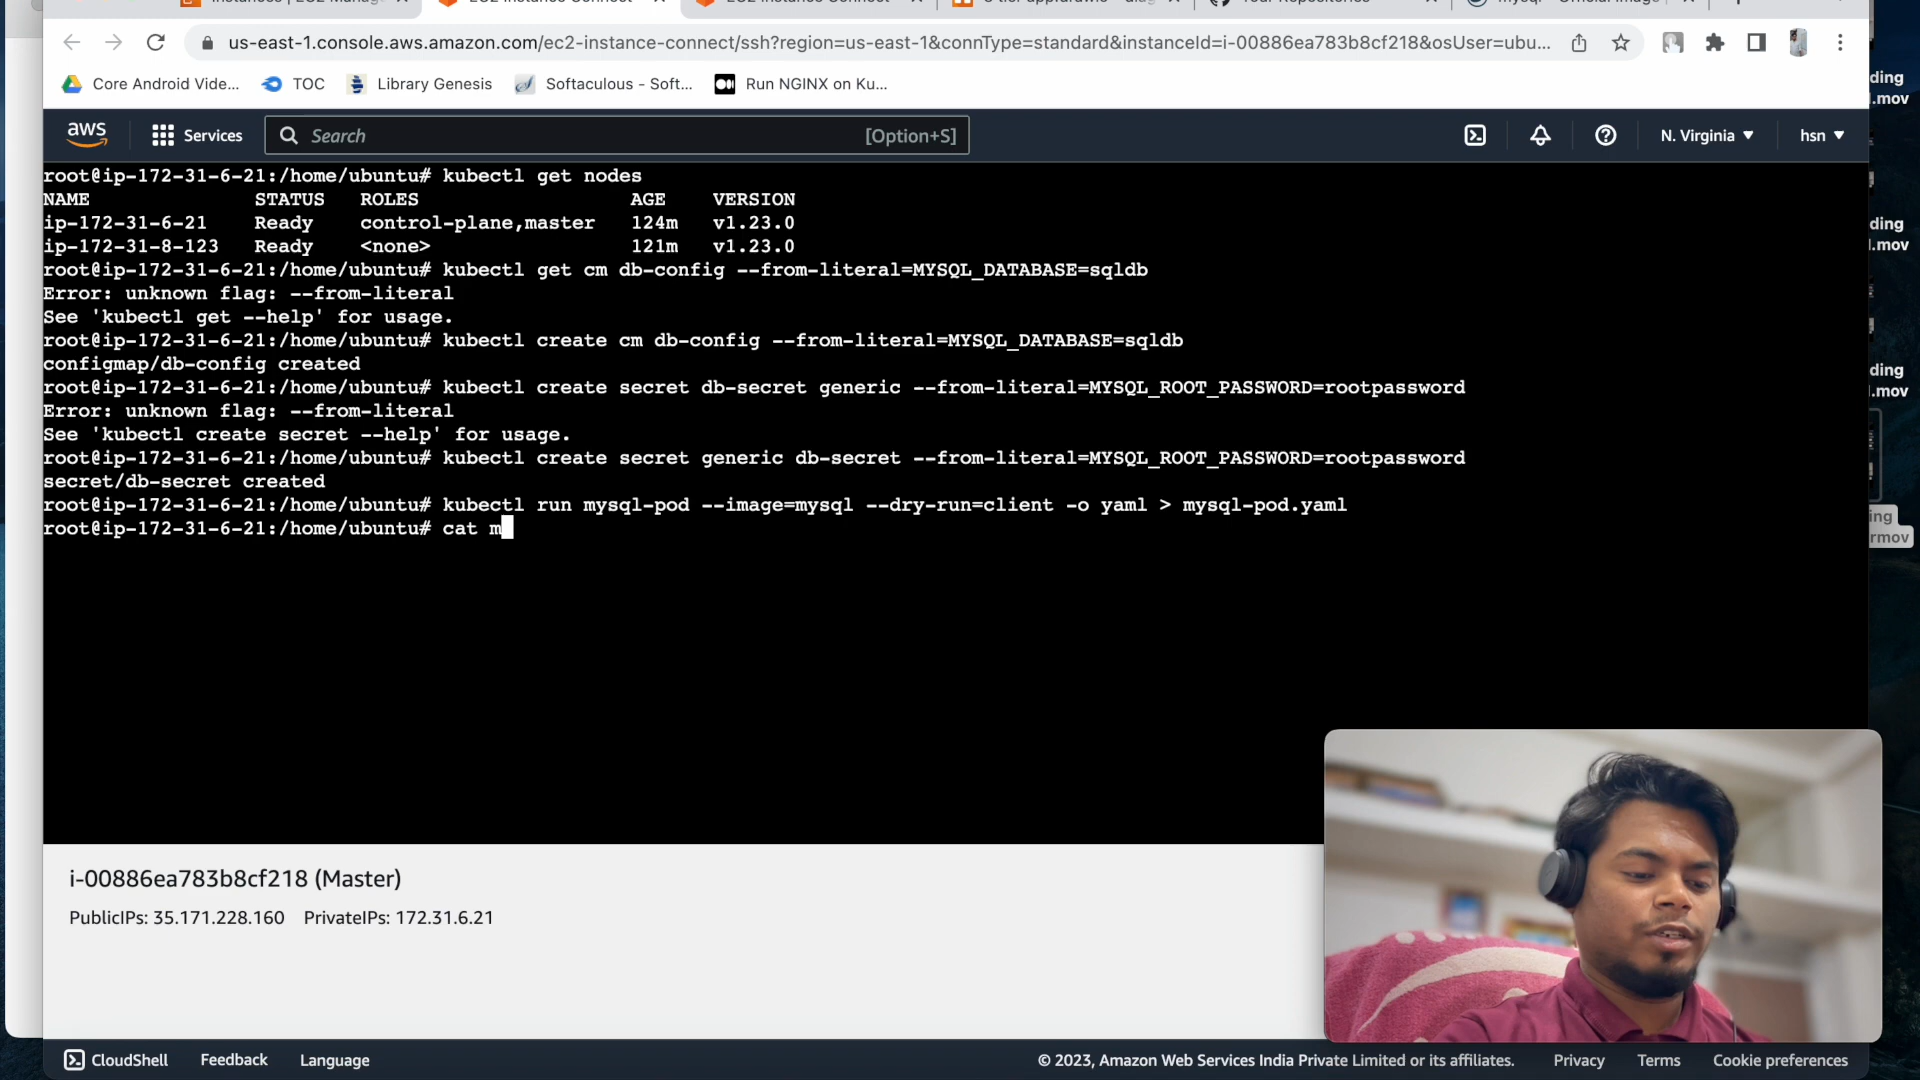 us-east-1.console.aws.amazon.com/ec2-instance-connect/ssh?region=us-east-1&connType=standard&instanceId=i-00886ea783b8cf218&osUser=ubu...
Core Android Vide... TOC Library Genesis Softaculous - Soft... Run NGINX on Ku...
aws Services Search [Option+S] N. Virginia hsn
root@ip-172-31-6-21:/home/ubuntu# kubectl get nodes
NAME STATUS ROLES AGE VERSION
ip-172-31-6-21 Ready control-plane,master 124m v1.23.0
ip-172-31-8-123 Ready <none> 121m v1.23.0
root@ip-172-31-6-21:/home/ubuntu# kubectl get cm db-config --from-literal=MYSQL_DATABASE=sqldb
Error: unknown flag: --from-literal
See 'kubectl get --help' for usage.
root@ip-172-31-6-21:/home/ubuntu# kubectl create cm db-config --from-literal=MYSQL_DATABASE=sqldb
configmap/db-config created
root@ip-172-31-6-21:/home/ubuntu# kubectl create secret db-secret generic --from-literal=MYSQL_ROOT_PASSWORD=rootpassword
Error: unknown flag: --from-literal
See 'kubectl create secret --help' for usage.
root@ip-172-31-6-21:/home/ubuntu# kubectl create secret generic db-secret --from-literal=MYSQL_ROOT_PASSWORD=rootpassword
secret/db-secret created
root@ip-172-31-6-21:/home/ubuntu# kubectl run mysql-pod --image=mysql --dry-run=client -o yaml > mysql-pod.yaml
root@ip-172-31-6-21:/home/ubuntu# cat m
i-00886ea783b8cf218 (Master)
PublicIPs: 35.171.228.160 PrivateIPs: 172.31.6.21
CloudShell Feedback Language © 2023, Amazon Web Services India Private Limited or its affiliates. Privacy Terms Cookie preferences
ding
.mov
ding
.mov
ding
.mov
ing
rmov